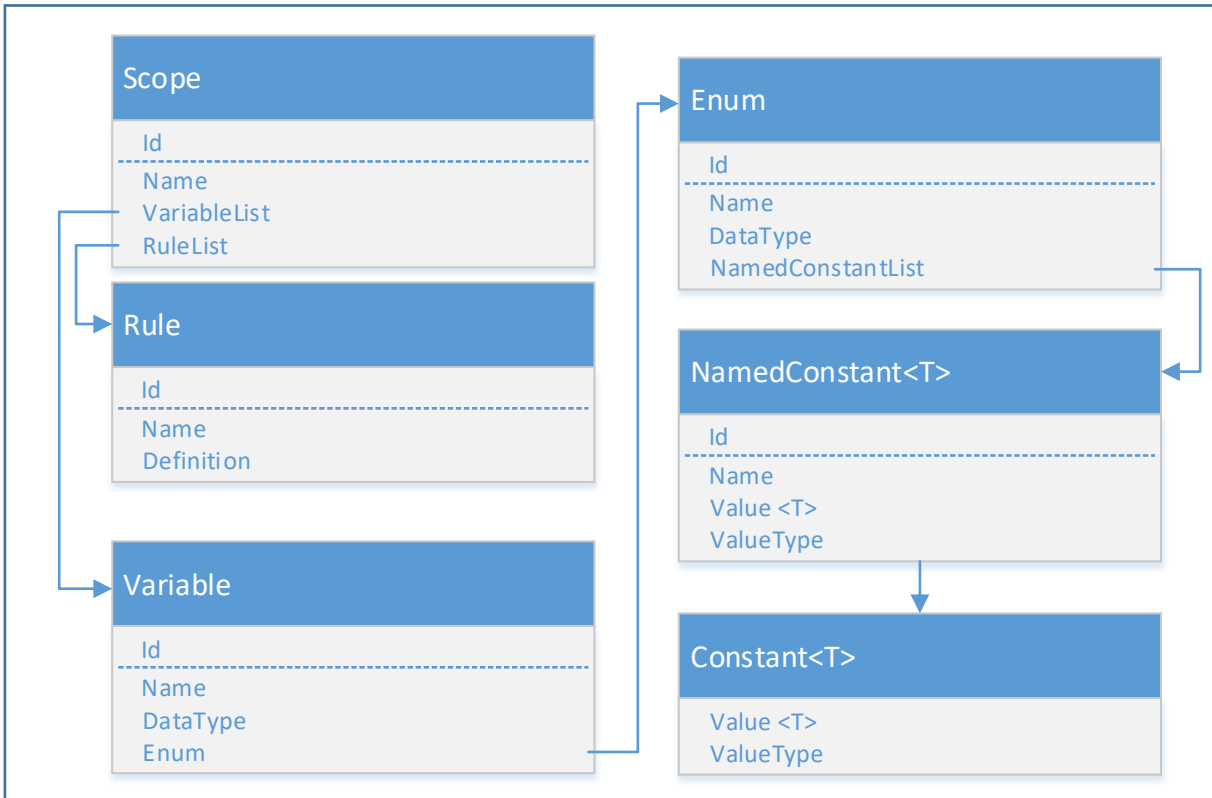 Scope
Id
Name
VariableList
RuleList
Rule
Id
Name
Definition
Variable
Id
Name
DataType
Enum
Enum
Id
Name
DataType
NamedConstantList
NamedConstant<T>
Id
Name
Value <T>
ValueType
Constant<T>
Value <T>
ValueType